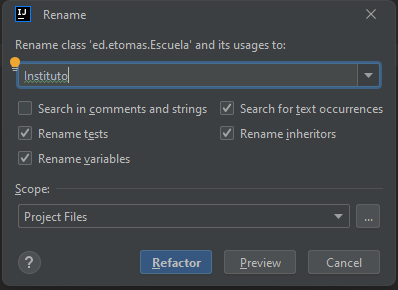 IJ Rename
Rename class 'ed.etomas.Escuela' and its usages to:
Instituto
Search in comments and strings
Search for text occurrences
Rename tests
Rename inheritors
Rename variables
Scope:
Project Files
...
? Refactor Preview Cancel